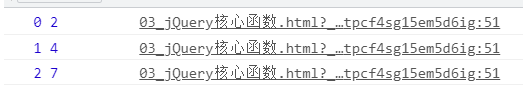 0 2 03_jQuery核心函数.html?_…tpcf4sg15em5d6ig:51
1 4 03_jQuery核心函数.html?_…tpcf4sg15em5d6ig:51
2 7 03_jQuery核心函数.html?_…tpcf4sg15em5d6ig:51